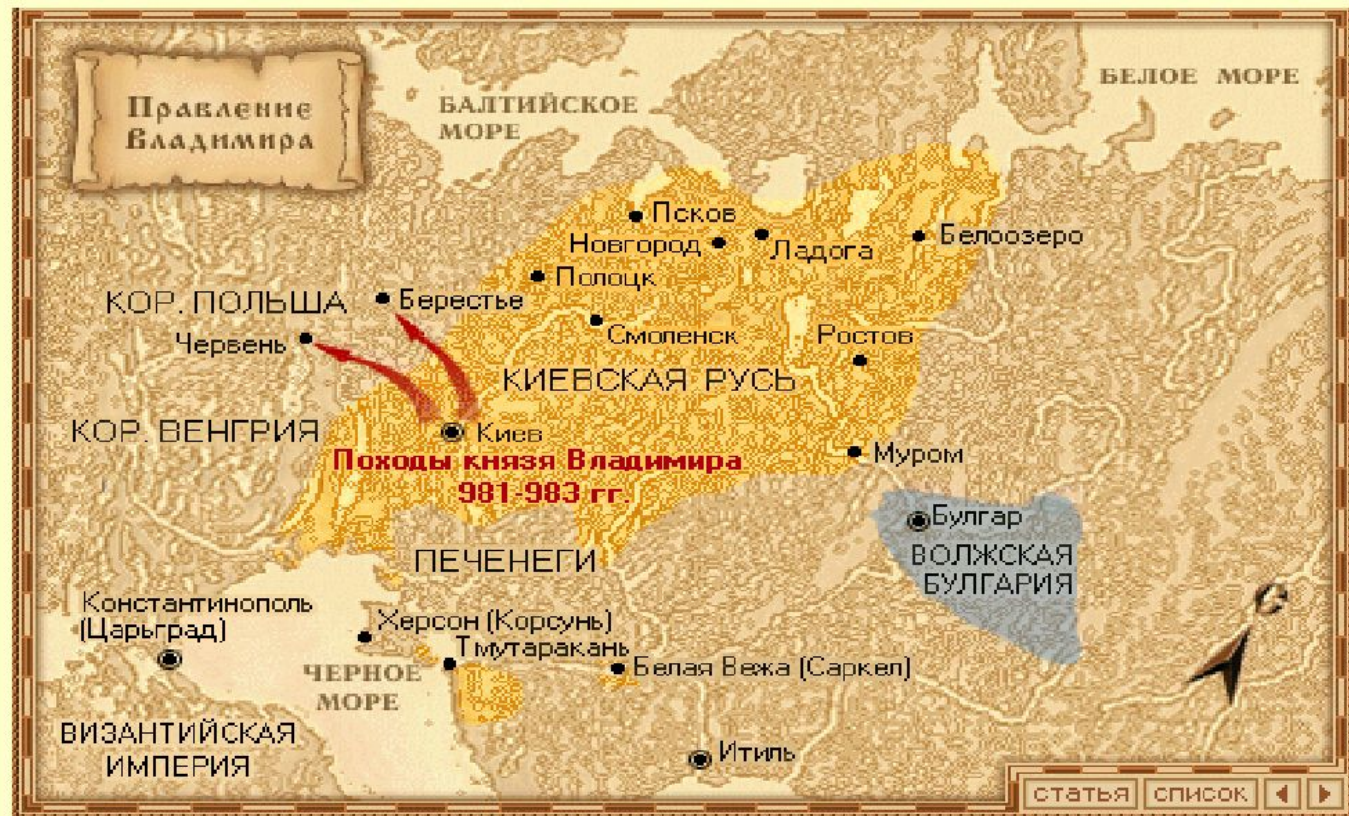 Правление
Владимира
БАЛТИЙСКОЕ
МОРЕ
БЕЛОЕ МОРЕ
Псков
Новгород
Ладога
Белоозеро
Полоцк
КОР. ПОЛЬША
Берестье
Червень
Смоленск
Ростов
КИЕВСКАЯ РУСЬ
КОР. ВЕНГРИЯ
Киев
Муром
Походы князя Владимира
981-983 гг.
Булгар
ВОЛЖСКАЯ
БУЛГАРИЯ
ПЕЧЕНЕГИ
Константинополь
(Царьград)
Херсон (Корсунь)
Тмутаракань
Белая Вежа (Саркел)
ЧЕРНОЕ
МОРЕ
ВИЗАНТИЙСКАЯ
ИМПЕРИЯ
Итиль
С
статья список